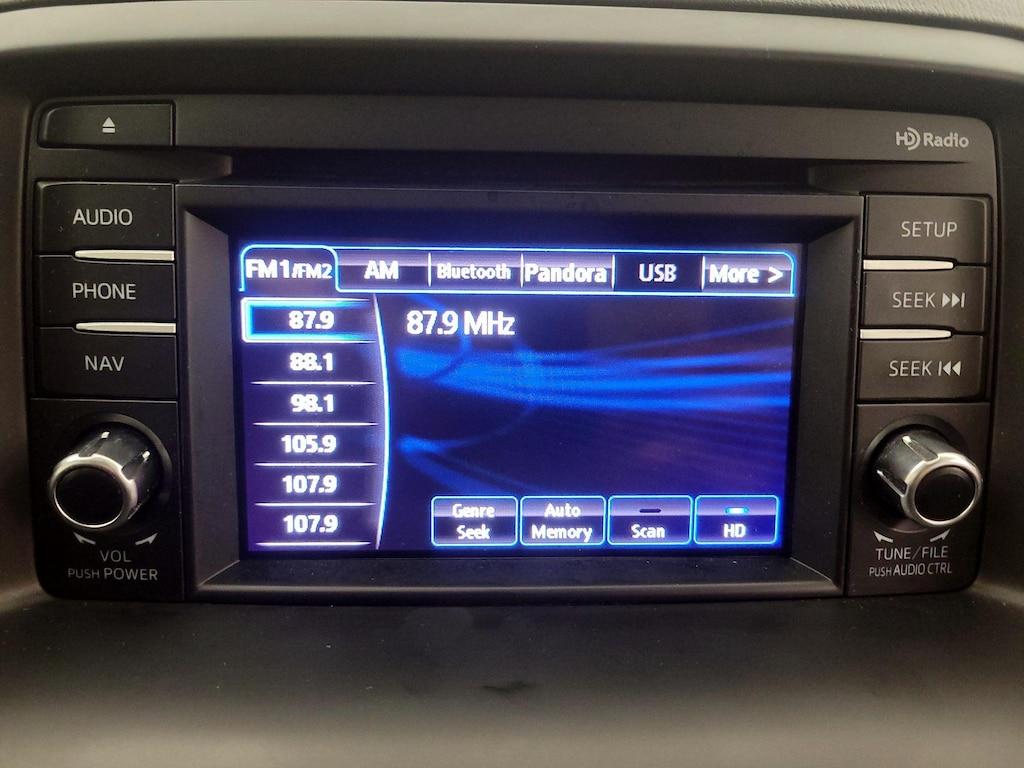 HD Radio
AUDIO
PHONE
NAV
VOL
PUSH POWER
FM1/FM2 AM Bluetooth Pandora USB More >
87.9
88.1
98.1
105.9
107.9
107.9
87.9 MHz
Genre Seek
Auto Memory
Scan
HD
SETUP
SEEK
SEEK
TUNE/FILE
PUSH AUDIO CTRL